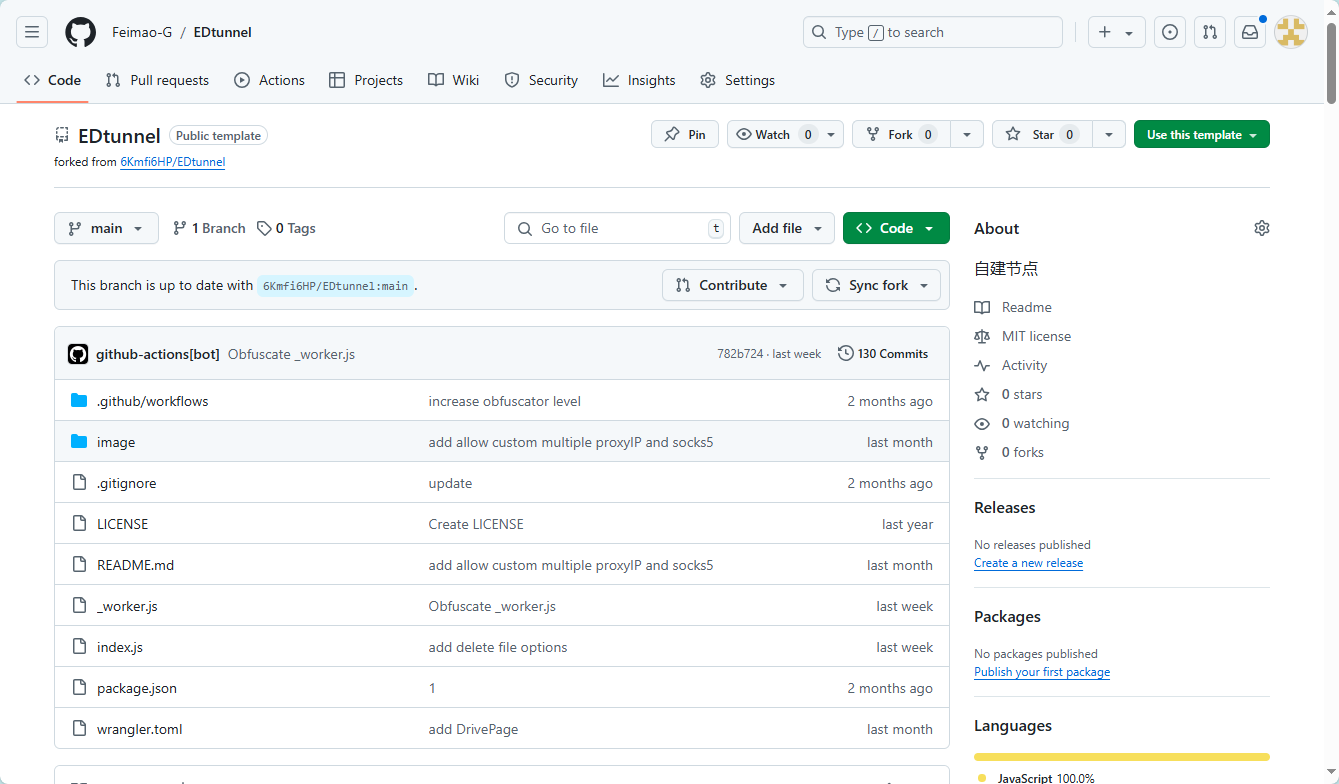 Feimao-G / EDtunnel
Type / to search
Code Pull requests Actions Projects Wiki Security Insights Settings
EDtunnel Public template
Pin Watch 0 Fork 0 Star 0 Use this template
forked from 6Kmfi6HP/EDtunnel
main 1 Branch 0 Tags Go to file t Add file Code
This branch is up to date with 6Kmfi6HP/EDtunnel:main .
Contribute Sync fork
github-actions[bot] Obfuscate _worker.js 782b724 · last week 130 Commits
.github/workflows increase obfuscator level 2 months ago
image add allow custom multiple proxyIP and socks5 last month
.gitignore update 2 months ago
LICENSE Create LICENSE last year
README.md add allow custom multiple proxyIP and socks5 last month
_worker.js Obfuscate _worker.js last week
index.js add delete file options last week
package.json 1 2 months ago
wrangler.toml add DrivePage last month
About
自建节点
Readme
MIT license
Activity
0 stars
0 watching
0 forks
Releases
No releases published
Create a new release
Packages
No packages published
Publish your first package
Languages
JavaScript 100.0%